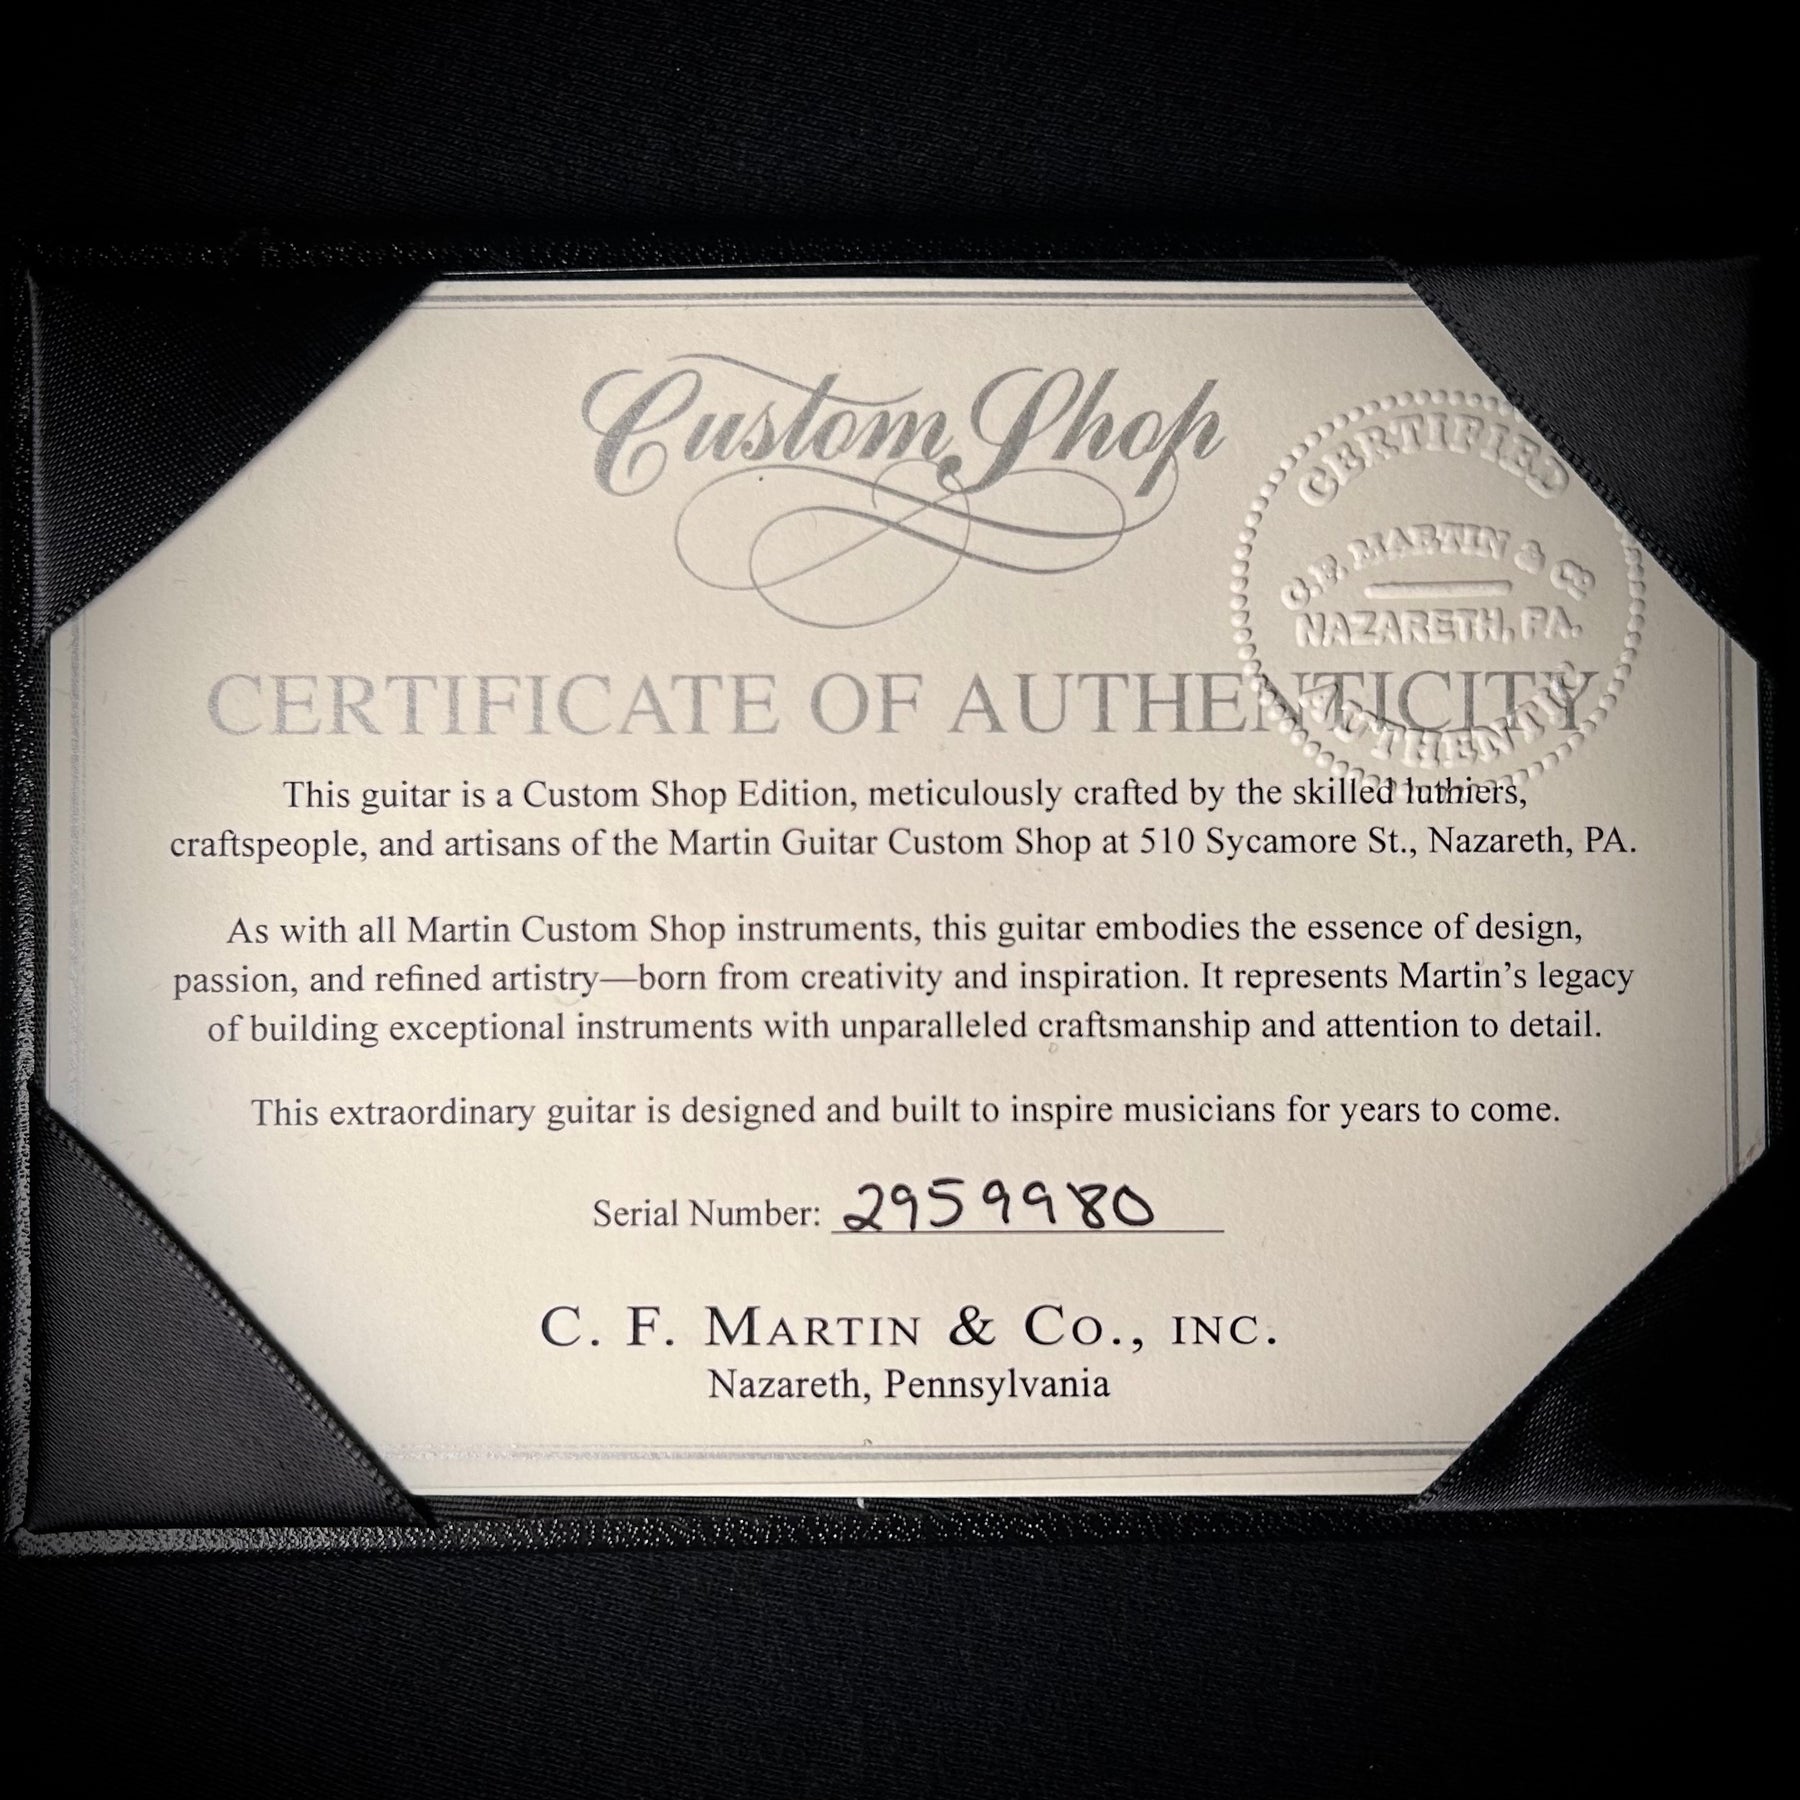 Custom Shop
CERTIFIED
C.F. MARTIN & Co
NAZARETH, PA.
AUTHENTIC
CERTIFICATE OF AUTHENTICITY
This guitar is a Custom Shop Edition, meticulously crafted by the skilled luthiers,
craftspeople, and artisans of the Martin Guitar Custom Shop at 510 Sycamore St., Nazareth, PA.
As with all Martin Custom Shop instruments, this guitar embodies the essence of design,
passion, and refined artistry—born from creativity and inspiration. It represents Martin’s legacy
of building exceptional instruments with unparalleled craftsmanship and attention to detail.
This extraordinary guitar is designed and built to inspire musicians for years to come.
Serial Number: 2959980
C. F. MARTIN & CO., INC.
Nazareth, Pennsylvania